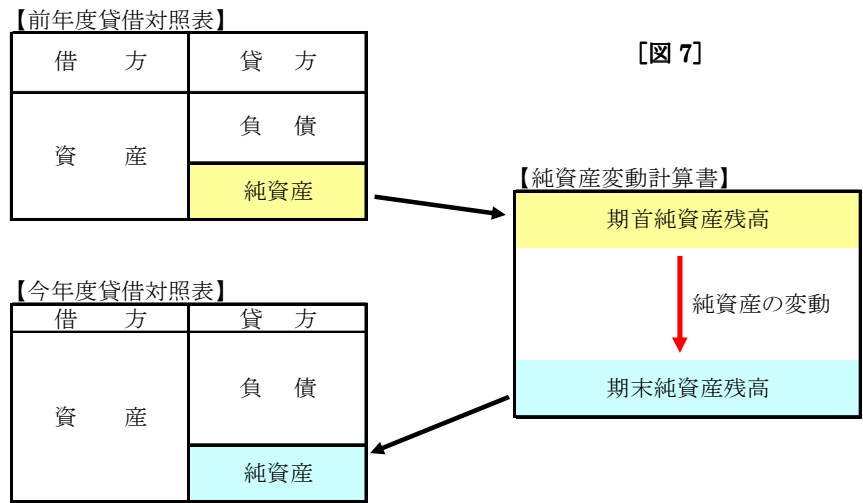 【前年度貸借対照表】
借　方　貸　方
[図 7]
資　産　負　債
純資産
【純資産変動計算書】
期首純資産残高
純資産の変動
期末純資産残高
【今年度貸借対照表】
借　方　貸　方
資　産　負　債
純資産